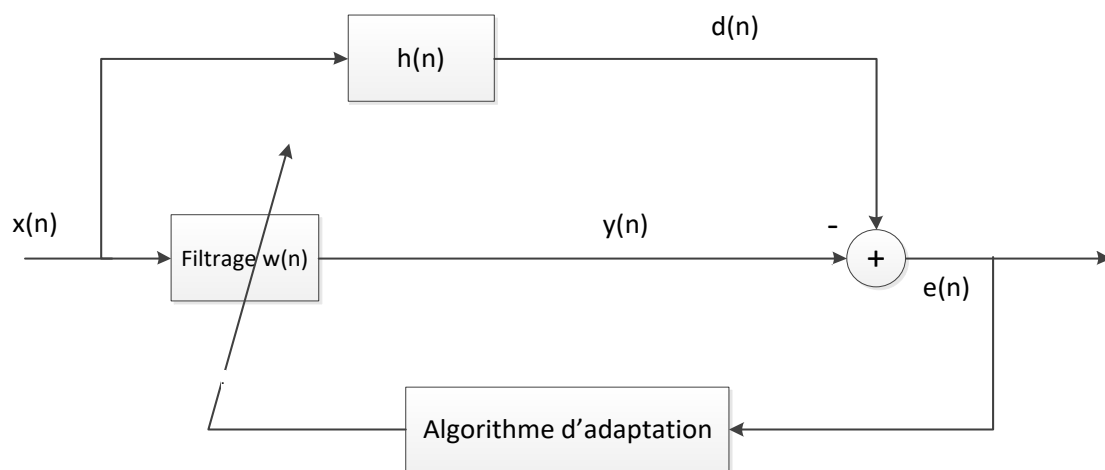 d(n)
h(n)
x(n)
Filtrage w(n)
y(n)
-
+
e(n)
Algorithme d’adaptation